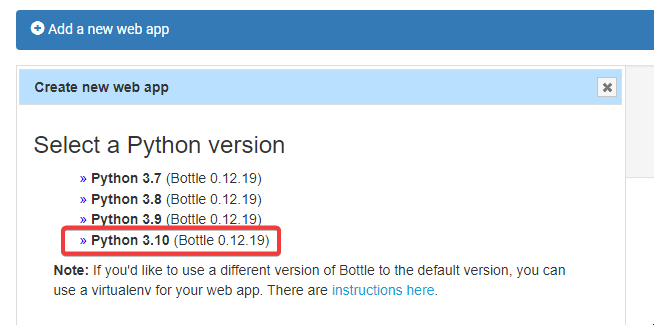 Add a new web app
Create new web app
Select a Python version
» Python 3.7 (Bottle 0.12.19)
» Python 3.8 (Bottle 0.12.19)
» Python 3.9 (Bottle 0.12.19)
» Python 3.10 (Bottle 0.12.19)
Note: If you'd like to use a different version of Bottle to the default version, you can
use a virtualenv for your web app. There are instructions here.